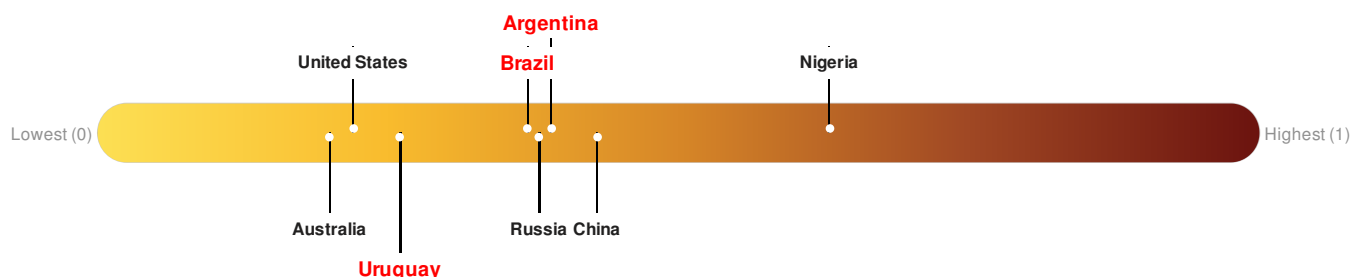 Argentina
United States
Brazil
Nigeria
Lowest (0)
Highest (1)
Australia
Russia
China
Uruguay